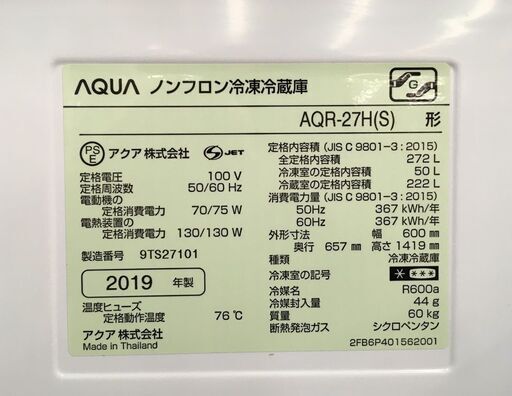 AQUA ノンフロン冷凍冷蔵庫
G
AQR-27H(S) 形
PSE アクア株式会社 S JET
定格電圧 100 V
定格周波数 50/60 Hz
電動機の
定格消費電力 70/75 W
電熱装置の
定格消費電力 130/130 W
製造番号 9TS27101
2019 年製
温度ヒューズ
定格動作温度 76℃
アクア株式会社
Made in Thailand
定格内容積 (JIS C 9801-3:2015)
全定格内容積 272 L
冷凍室の定格内容積 50 L
冷蔵室の定格内容積 222 L
消費電力量 (JIS C 9801-3:2015)
50Hz 367 kWh/年
60Hz 367 kWh/年
外形寸法 幅 600 mm
奥行 657 mm 高さ 1419 mm
種類 冷凍冷蔵庫
冷凍室の記号 * ***
冷媒名 R600a
冷媒封入量 44 g
質量 60 kg
断熱発泡ガス シクロペンタン
2FB6P401562001